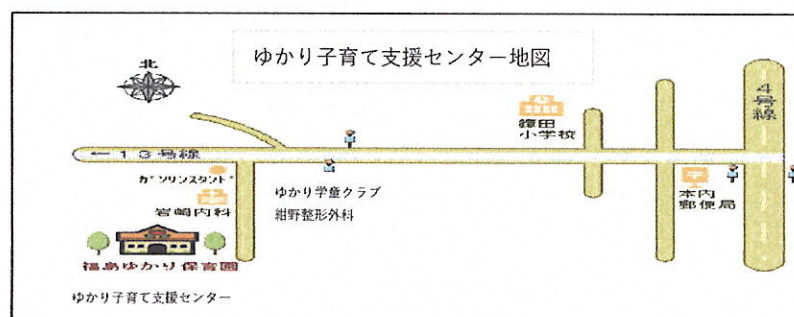 ゆかり子育て支援センター地図
北
4号線
鎌田
小学校
←13号線
ガソリンスタンド
ゆかり学童クラブ
岩崎内科
紺野整形外科
本内
郵便局
福島ゆかり保育園
ゆかり子育て支援センター